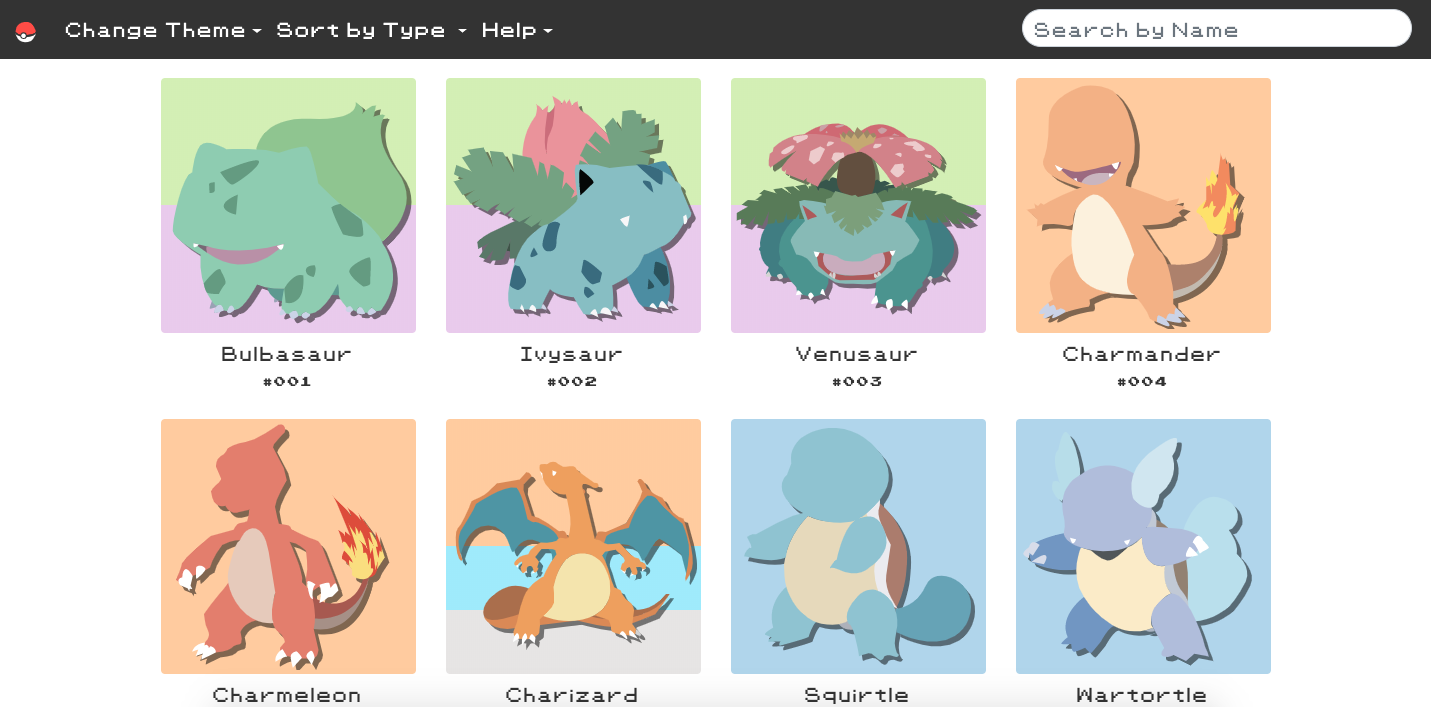 Change Theme Sort by Type Help Search by Name
Bulbasaur Ivysaur Venusaur Charmander
#001 #002 #003 #004
Charmeleon Charizard Squirtle Wartortle